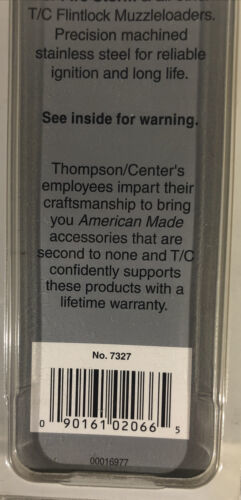 T/C Flintlock Muzzleloaders.
Precision machined
stainless steel for reliable
ignition and long life.
See inside for warning.
Thompson/Center's
employees impart their
craftsmanship to bring
you American Made
accessories that are
second to none and T/C
confidently supports
these products with a
lifetime warranty.
No. 7327
0 90161 02066 5
00016977